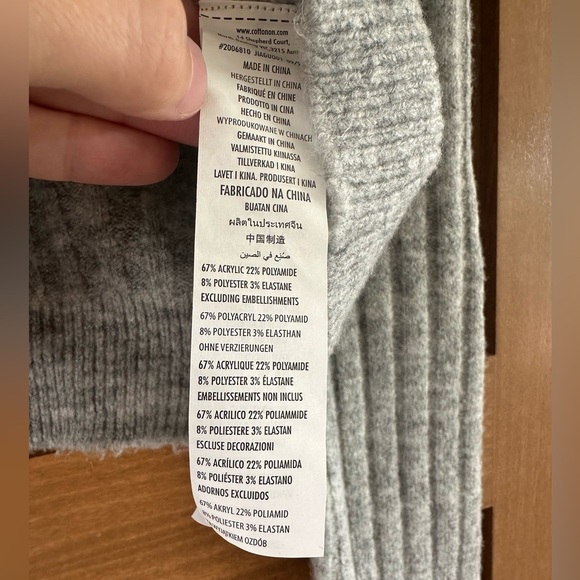 www.cottonon.com
14 Shepherd Court,
#2006810
MADE IN CHINA
HERGESTELLT IN CHINA
FABRIQUÉ EN CHINE
PRODOTTO IN CINA
HECHO EN CHINA
WYPRODUKOWANE W CHINACH
GEMAAKT IN CHINA
VALMISTETTU KIINASSA
TILLVERKAD I KINA
LAVET I KINA. PRODUSERT I KINA
FABRICADO NA CHINA
BUATAN CINA
ผลิตในประเทศจีน
中国制造
صنع في الصين
67% ACRYLIC 22% POLYAMIDE
8% POLYESTER 3% ELASTANE
EXCLUDING EMBELLISHMENTS
67% POLYACRYL 22% POLYAMID
8% POLYESTER 3% ELASTHAN
OHNE VERZIERUNGEN
67% ACRYLIQUE 22% POLYAMIDE
8% POLYESTER 3% ÉLASTANE
EMBELLISSEMENTS NON INCLUS
67% ACRILICO 22% POLIAMMIDE
8% POLIESTERE 3% ELASTAN
ESCLUSE DECORAZIONI
67% ACRÍLICO 22% POLIAMIDA
8% POLIÉSTER 3% ELASTANO
ADORNOS EXCLUIDOS
67% AKRYL 22% POLIAMID
8% POLIESTER 3% ELASTAN
OZDÓB